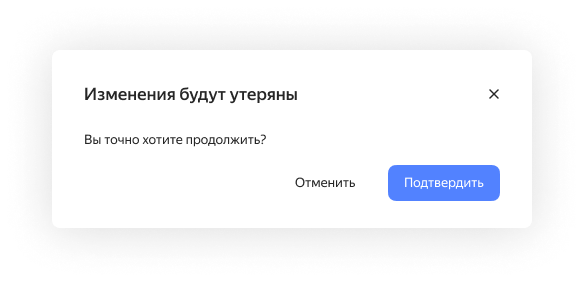 Изменения будут утеряны
Вы точно хотите продолжить?
Отменить
Подтвердить